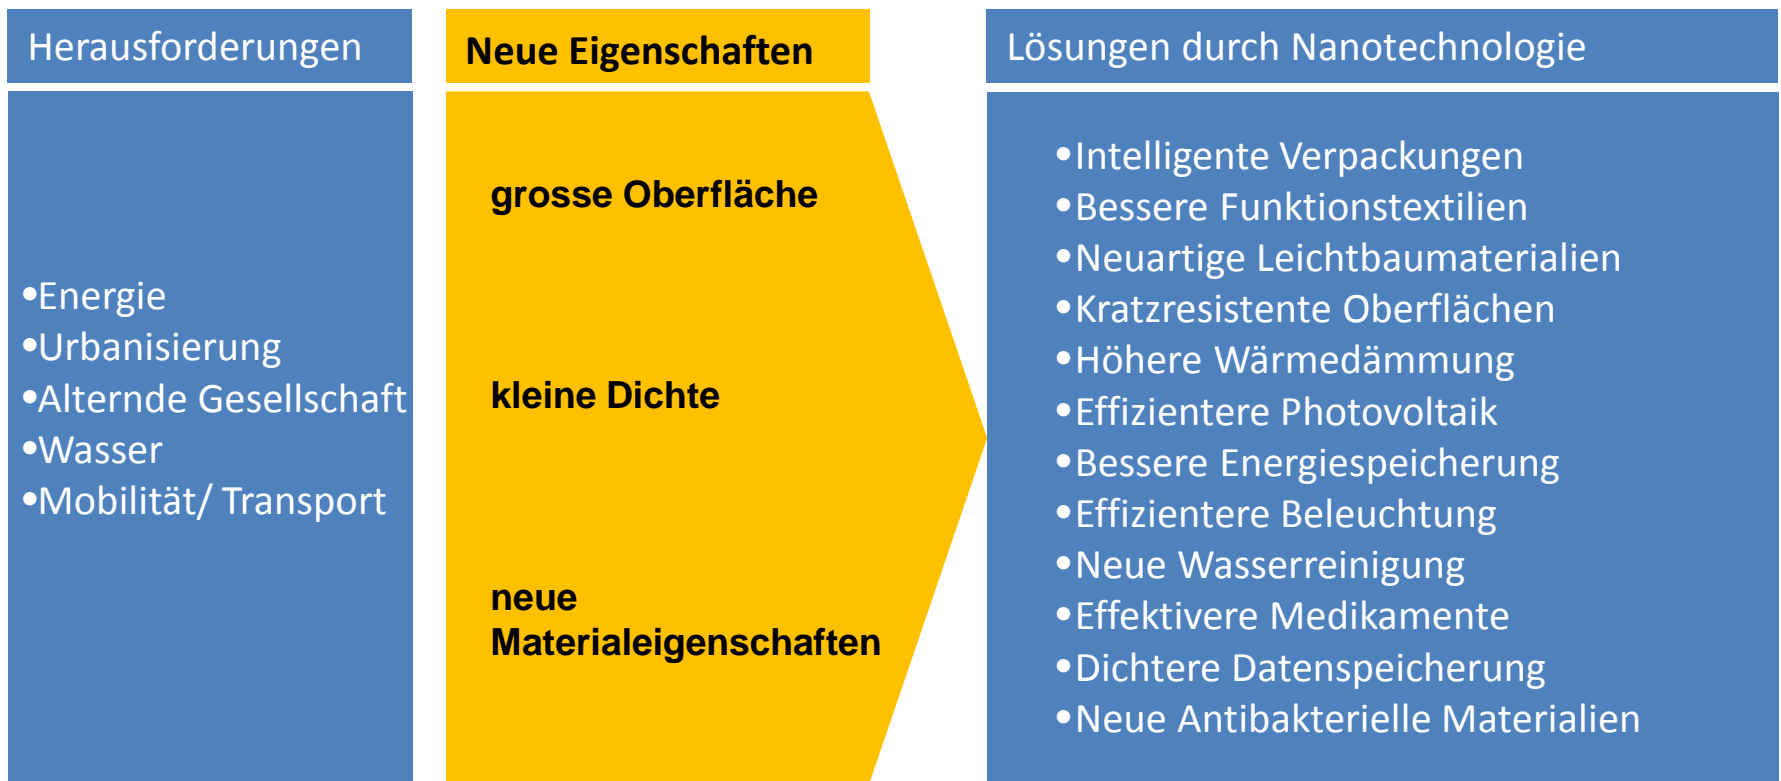 Herausforderungen
•Energie
•Urbanisierung
•Alternde Gesellschaft
•Wasser
•Mobilität/ Transport
Neue Eigenschaften
grosse Oberfläche
kleine Dichte
neue
Materialeigenschaften
Lösungen durch Nanotechnologie
•Intelligente Verpackungen
•Bessere Funktionstextilien
•Neuartige Leichtbaumaterialien
•Kratzresistente Oberflächen
•Höhere Wärmedämmung
•Effizientere Photovoltaik
•Bessere Energiespeicherung
•Effizientere Beleuchtung
•Neue Wasserreinigung
•Effektivere Medikamente
•Dichtere Datenspeicherung
•Neue Antibakterielle Materialien